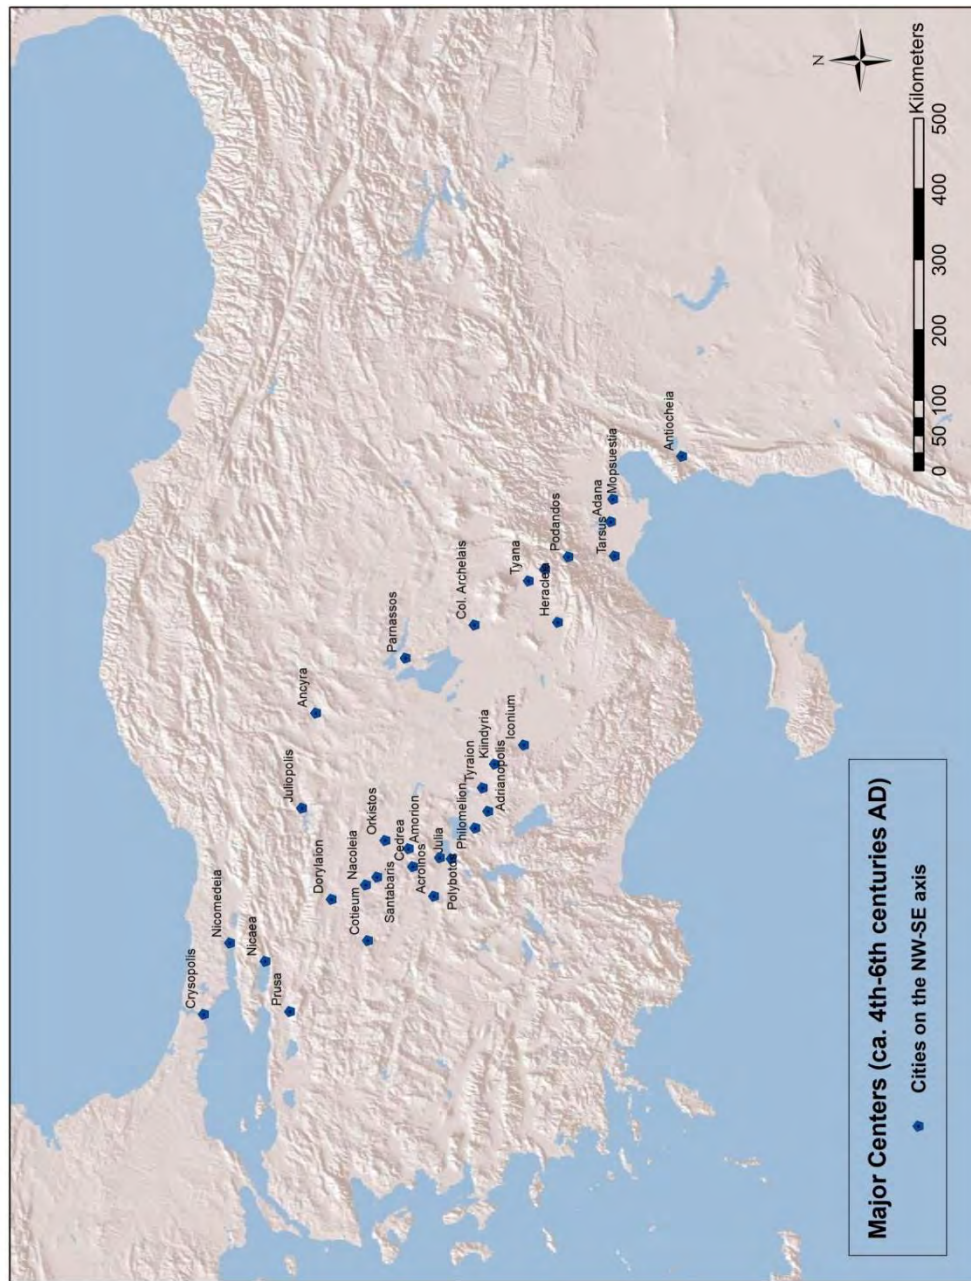 N
Crysopolis
Nicomedeia
Nicaea
Prusa
Juliopolis
Ancyra
Dorylaion
Cotieum
Nacoleia
Santabaris
Orkistos
Cedrea
Amorion
Acroinos
Julia
Polybotos
Philomelion
Tyraion
Adrianopolis
Klindyria
Iconium
Parnassos
Col. Archelais
Tyana
Heraclea
Podandos
Tarsus
Adana
Mopsuestia
Antiocheia
Major Centers (ca. 4th-6th centuries AD)
Cities on the NW-SE axis
0 50 100 200 300 400 500
Kilometers